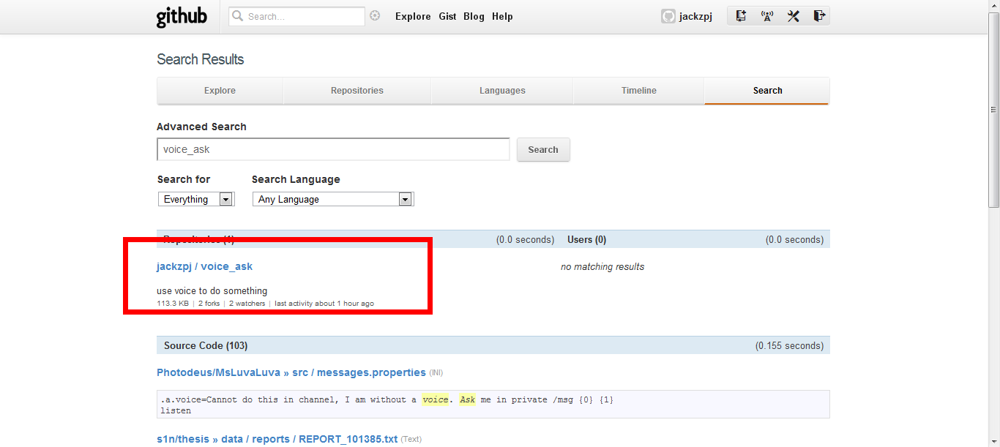 github Search... Explore Gist Blog Help jackzpj
Search Results
Explore Repositories Languages Timeline Search
Advanced Search
voice_ask Search
Search for Search Language
Everything Any Language
Repositories (1) (0.0 seconds) Users (0) (0.0 seconds)
jackzpj / voice_ask no matching results
use voice to do something
113.3 KB | 2 forks | 2 watchers | last activity about 1 hour ago
Source Code (103) (0.155 seconds)
Photodeus/MsLuvaLuva » src / messages.properties (INI)
.a.voice=Cannot do this in channel, I am without a voice. Ask me in private /msg {0} {1}
listen
s1n/thesis » data / reports / REPORT_101385.txt (Text)